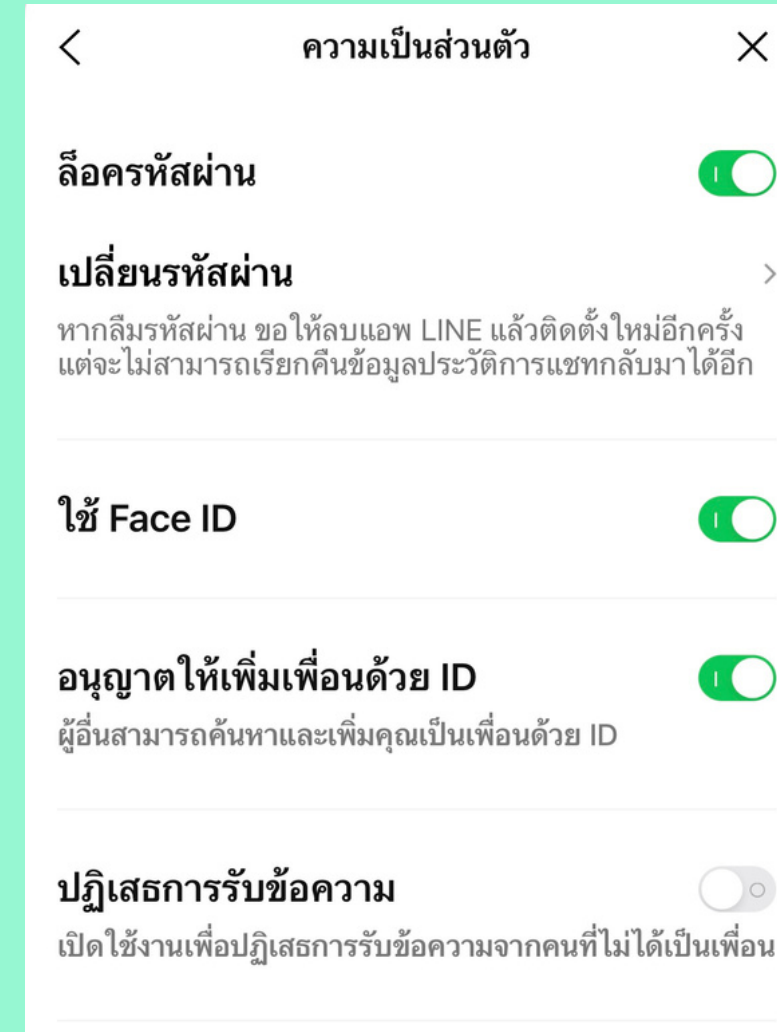 ความเป็นส่วนตัว
ล็อครหัสผ่าน
เปลี่ยนรหัสผ่าน
หากลืมรหัสผ่าน ขอให้ลบแอพ LINE แล้วติดตั้งใหม่อีกครั้ง
แต่จะไม่สามารถเรียกคืนข้อมูลประวัติการแชทกลับมาได้อีก
ใช้ Face ID
อนุญาตให้เพิ่มเพื่อนด้วย ID
ผู้อื่นสามารถค้นหาและเพิ่มคุณเป็นเพื่อนด้วย ID
ปฏิเสธการรับข้อความ
เปิดใช้งานเพื่อปฏิเสธการรับข้อความจากคนที่ไม่ได้เป็นเพื่อน